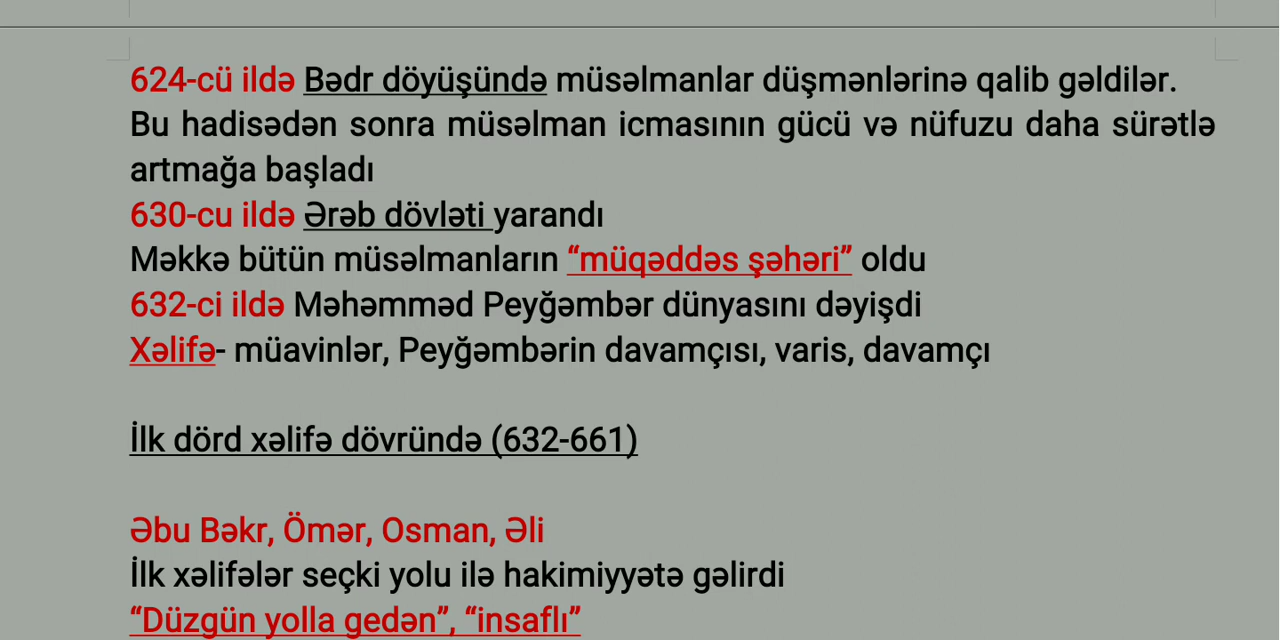 624-cü ildə Bədr döyüşündə müsəlmanlar düşmənlərinə qalib gəldilər.
Bu hadisədən sonra müsəlman icmasının gücü və nüfuzu daha sürətlə
artmağa başladı
630-cu ildə Ərəb dövləti yarandı
Məkkə bütün müsəlmanların “müqəddəs şəhəri” oldu
632-ci ildə Məhəmməd Peyğəmbər dünyasını dəyişdi
Xəlifə- müavinlər, Peyğəmbərin davamçısı, varis, davamçı
İlk dörd xəlifə dövründə (632-661)
Əbu Bəkr, Ömər, Osman, Əli
İlk xəlifələr seçki yolu ilə hakimiyyətə gəlirdi
“Düzgün yolla gedən”, “insaflı”